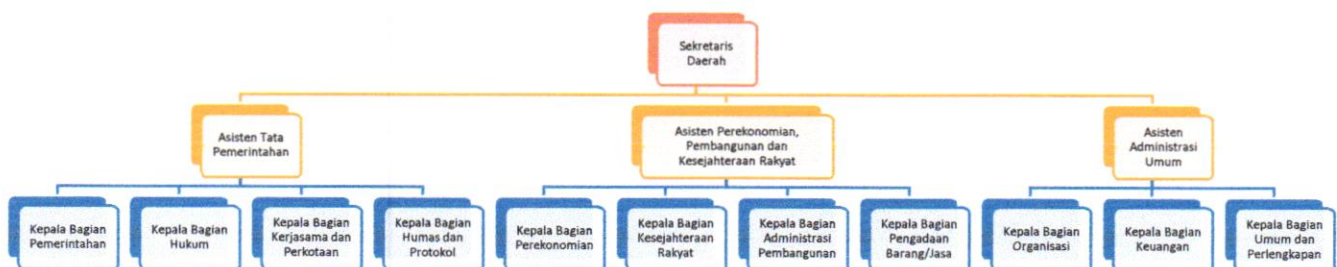 Sekretaris
Daerah
Asisten Tata
Pemerintahan
Asisten Perekonomian,
Pembangunan dan
Kesejahteraan Rakyat
Asisten
Administrasi
Umum
Kepala Bagian
Pemerintahan
Kepala Bagian
Hukum
Kepala Bagian
Kerjasama dan
Perkotaan
Kepala Bagian
Humas dan
Protokol
Kepala Bagian
Perekonomian
Kepala Bagian
Kesejahteraan
Rakyat
Kepala Bagian
Administrasi
Pembangunan
Kepala Bagian
Pengadaan
Barang/Jasa
Kepala Bagian
Organisasi
Kepala Bagian
Keuangan
Kepala Bagian
Umum dan
Perlengkapan